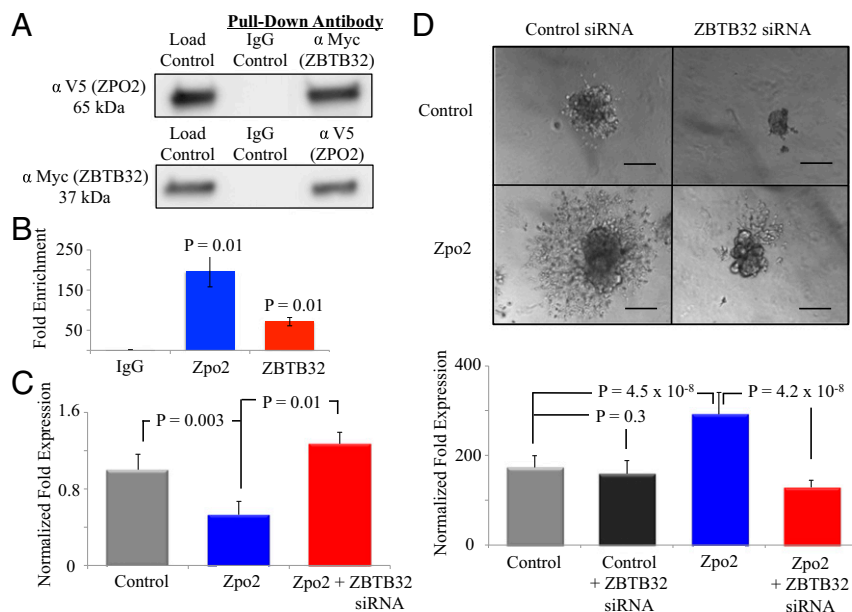 A
Pull-Down Antibody
Load Control
IgG Control
α Myc (ZBTB32)
α V5 (ZPO2)
65 kDa
Load Control
IgG Control
α V5 (ZPO2)
α Myc (ZBTB32)
37 kDa
B
Fold Enrichment
250
150
50
P = 0.01
P = 0.01
IgG
Zpo2
ZBTB32
C
Normalized Fold Expression
1.6
0.8
0
P = 0.003
P = 0.01
Control
Zpo2
Zpo2 + ZBTB32
siRNA
D
Control siRNA
ZBTB32 siRNA
Control
Zpo2
Normalized Fold Expression
400
200
0
P = 4.5 x 10-8
P = 4.2 x 10-8
P = 0.3
Control
Control + ZBTB32 siRNA
Zpo2
Zpo2 + ZBTB32 siRNA